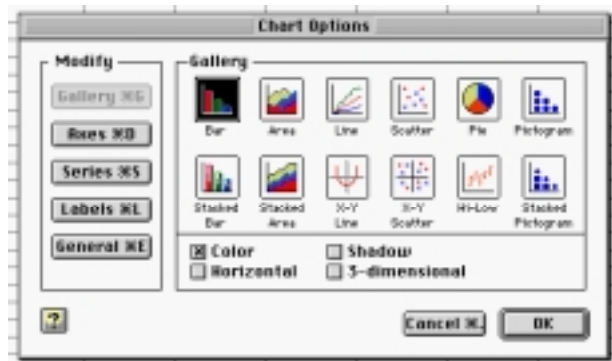 Chart Options
Modify
Gallery ⌘G
Axes ⌘D
Series ⌘S
Labels ⌘L
General ⌘E
Gallery
Bar Area Line Scatter Pie Pictogram
Stacked Bar Stacked Area X-Y Line X-Y Scatter Hi-Low Stacked Pictogram
Color Shadow
Horizontal 3-dimensional
?
Cancel ⌘. OK